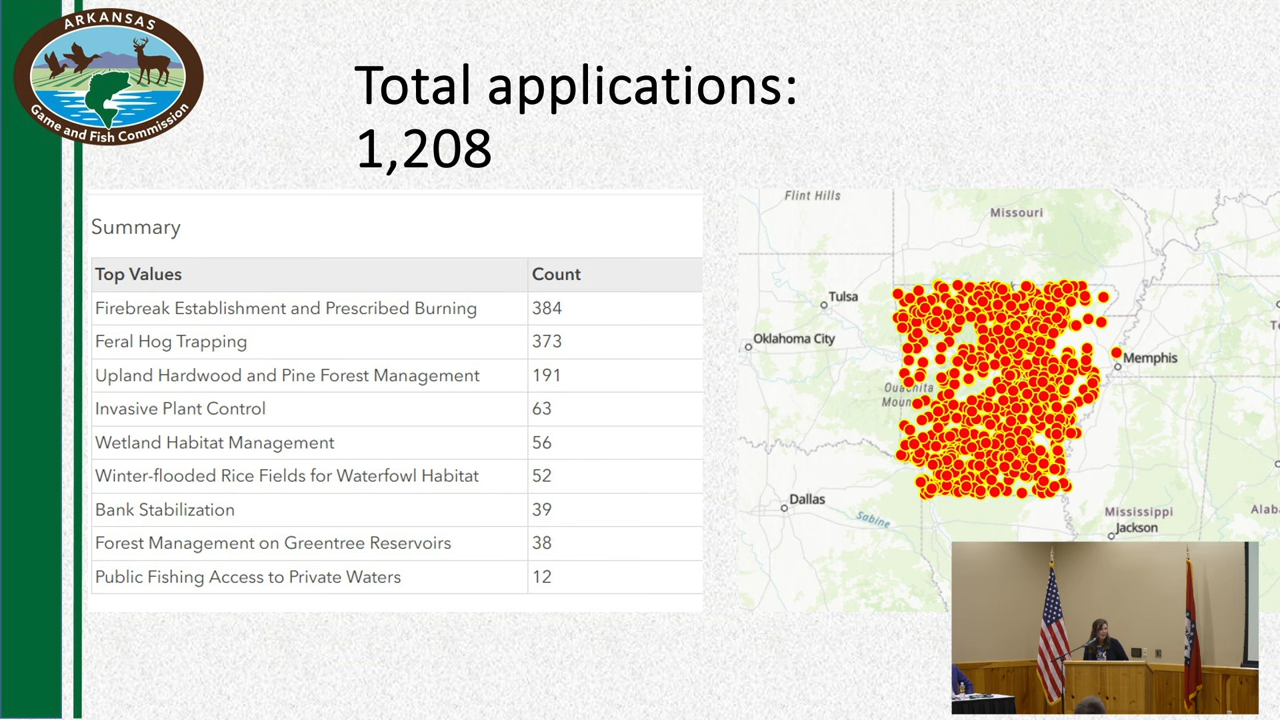 ARKANSAS
Game and Fish Commission
Total applications:
1,208
Summary
Top Values Count
Firebreak Establishment and Prescribed Burning 384
Feral Hog Trapping 373
Upland Hardwood and Pine Forest Management 191
Invasive Plant Control 63
Wetland Habitat Management 56
Winter-flooded Rice Fields for Waterfowl Habitat 52
Bank Stabilization 39
Forest Management on Greentree Reservoirs 38
Public Fishing Access to Private Waters 12
Flint Hills
Missouri
Tulsa
Oklahoma City
Memphis
Dallas
Sabine
Mississippi
Jackson